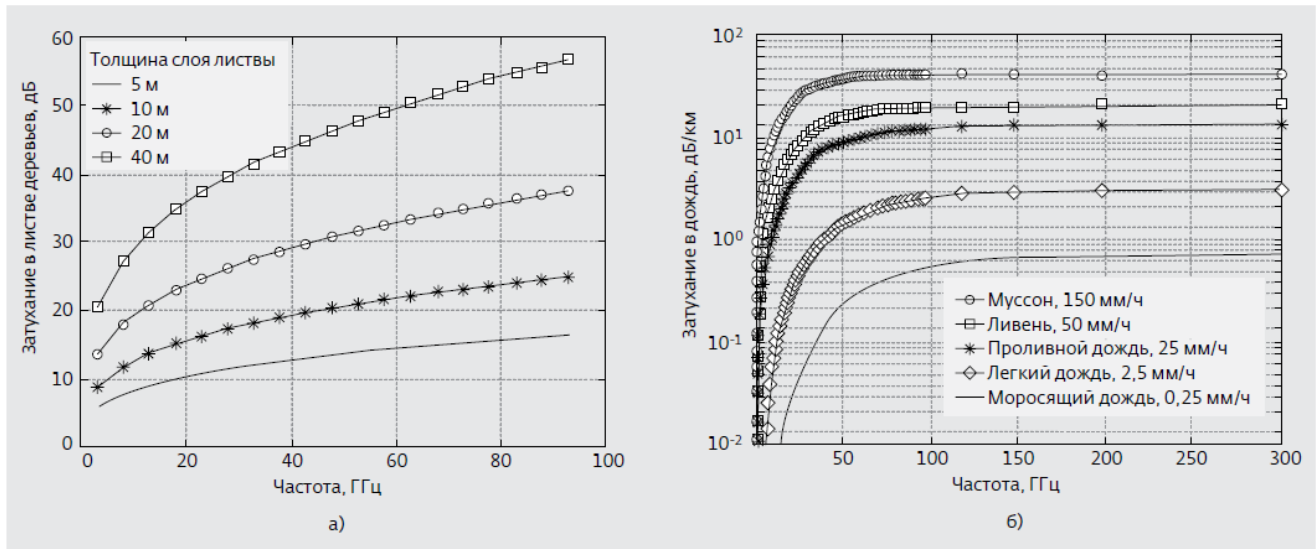 Затухание в листве деревьев, дБ
60
50
40
30
20
10
0
Толщина слоя листвы
5 м
10 м
20 м
40 м
0
20
40
60
80
100
Частота, ГГц
а)
Затухание в дождь, дБ/км
10²
10¹
10⁰
10⁻¹
10⁻²
Муссон, 150 мм/ч
Ливень, 50 мм/ч
Проливной дождь, 25 мм/ч
Легкий дождь, 2,5 мм/ч
Моросящий дождь, 0,25 мм/ч
50
100
150
200
300
Частота, ГГц
б)